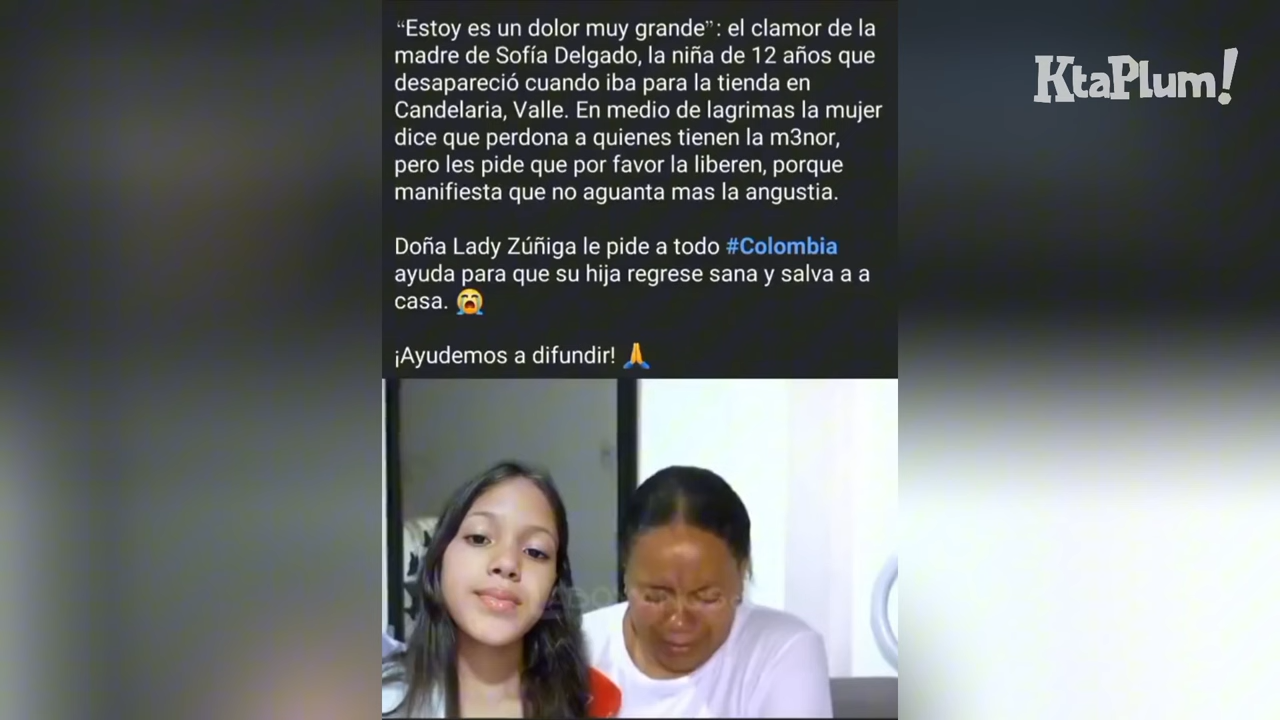 “Estoy es un dolor muy grande”: el clamor de la
madre de Sofía Delgado, la niña de 12 años que
desapareció cuando iba para la tienda en
Candelaria, Valle. En medio de lagrimas la mujer
dice que perdona a quienes tienen la m3nor,
pero les pide que por favor la liberen, porque
manifiesta que no aguanta mas la angustia.
Doña Lady Zúñiga le pide a todo #Colombia
ayuda para que su hija regrese sana y salva a a
casa. 😭
¡Ayudemos a difundir! 🙏
KtaPlum!